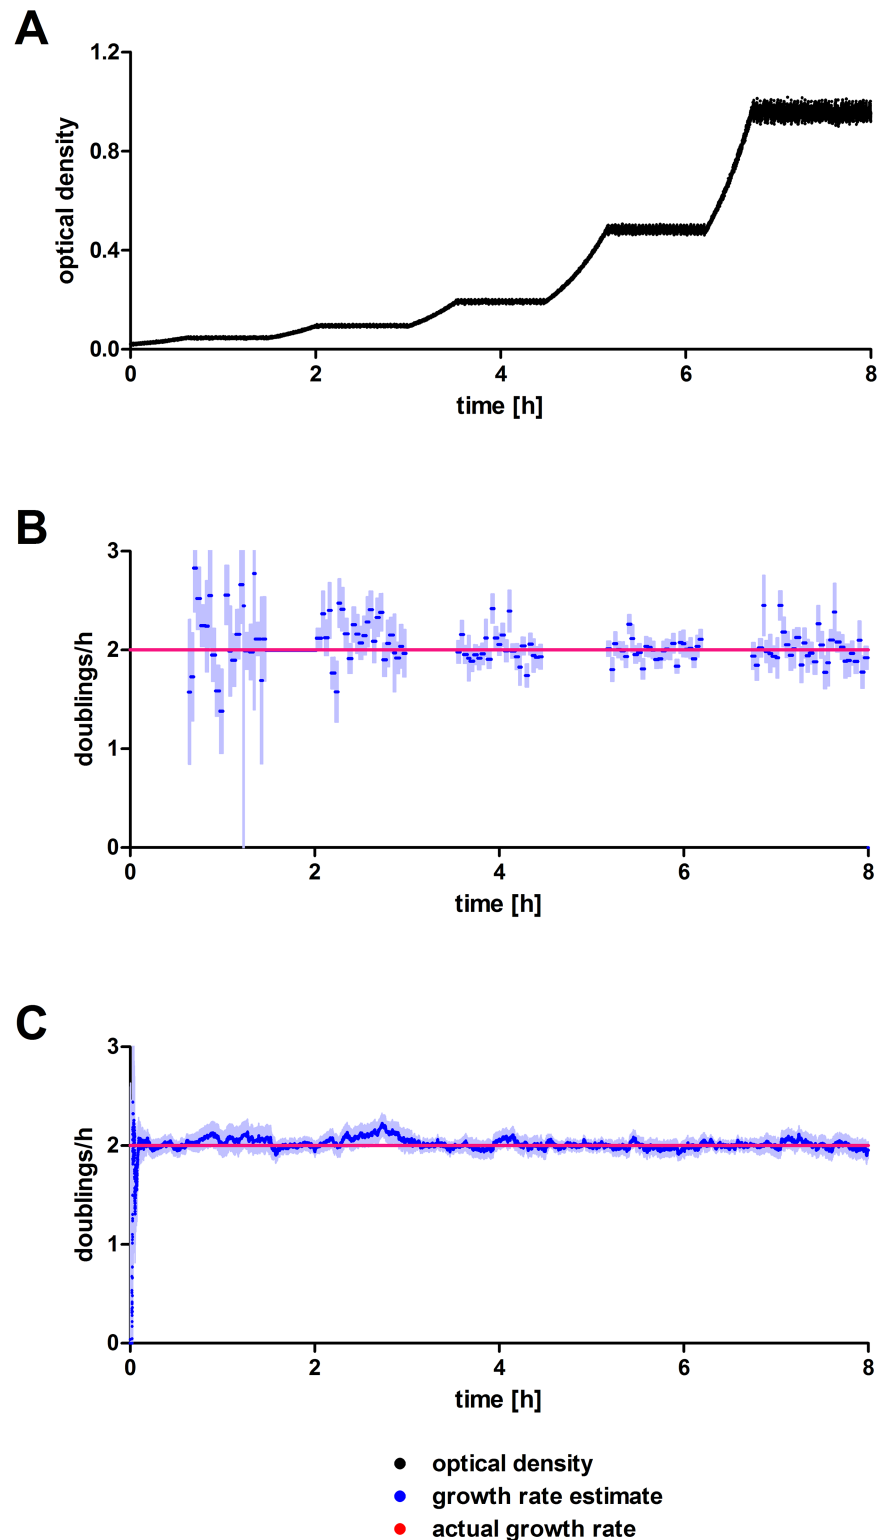 A
1.2
0.8
0.4
0.0
optical density
0 2 4 6 8
time [h]
B
3
2
1
0
doublings/h
0 2 4 6 8
time [h]
C
3
2
1
0
doublings/h
0 2 4 6 8
time [h]
optical density
growth rate estimate
actual growth rate